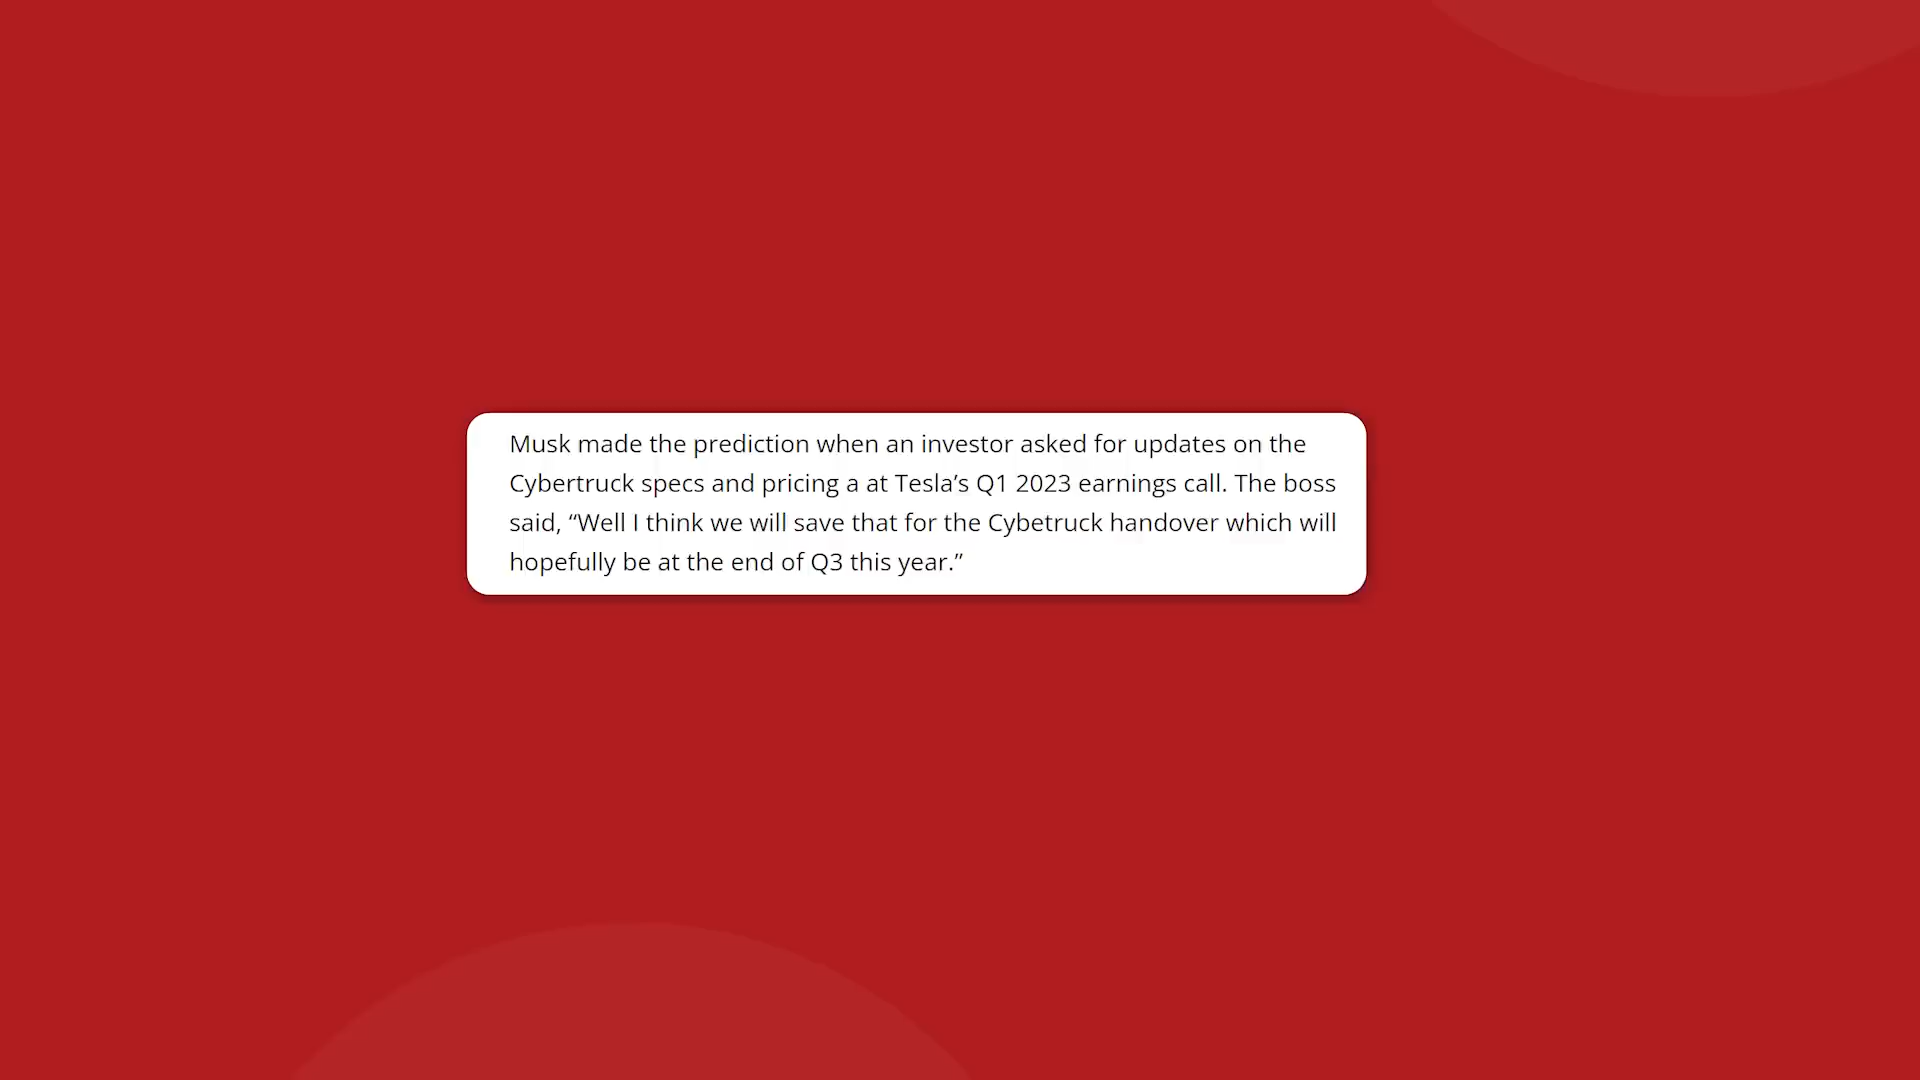 Musk made the prediction when an investor asked for updates on the
Cybertruck specs and pricing a at Tesla’s Q1 2023 earnings call. The boss
said, “Well I think we will save that for the Cybetruck handover which will
hopefully be at the end of Q3 this year.”